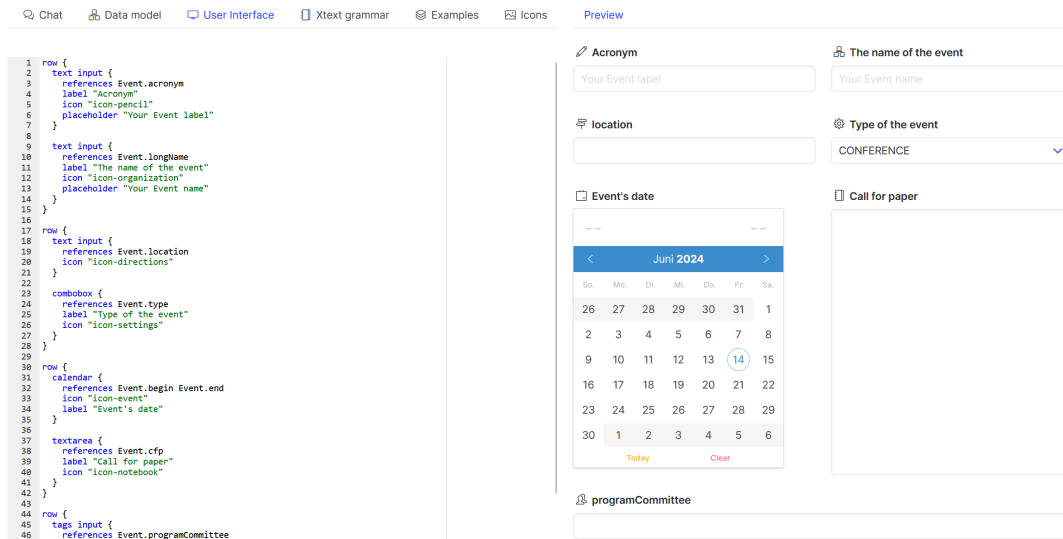 Chat Data model User Interface Xtext grammar Examples Icons Preview
1 row {
2 text input {
3 references Event.acronym
4 label "Acronym"
5 icon "icon-pencil"
6 placeholder "Your Event label"
7 }
8
9 text input {
10 references Event.longName
11 label "The name of the event"
12 icon "icon-organization"
13 placeholder "Your Event name"
14 }
15 }
16
17 row {
18 text input {
19 references Event.location
20 icon "icon-directions"
21 }
22
23 combobox {
24 references Event.type
25 label "Type of the event"
26 icon "icon-settings"
27 }
28 }
29
30 row {
31 calendar {
32 references Event.begin Event.end
33 icon "icon-event"
34 label "Event's date"
35 }
36
37 textarea {
38 references Event.cfp
39 label "Call for paper"
40 icon "icon-notebook"
41 }
42 }
43
44 row {
45 tags input {
46 references Event.programCommittee
Acronym The name of the event
Your Event label Your Event name
location Type of the event
CONFERENCE
Event's date Call for paper
– – – –
< Juni 2024 >
So. Mo. Di. Mi. Do. Fr. Sa.
26 27 28 29 30 31 1
2 3 4 5 6 7 8
9 10 11 12 13 14 15
16 17 18 19 20 21 22
23 24 25 26 27 28 29
30 1 2 3 4 5 6
Today Clear
programCommittee